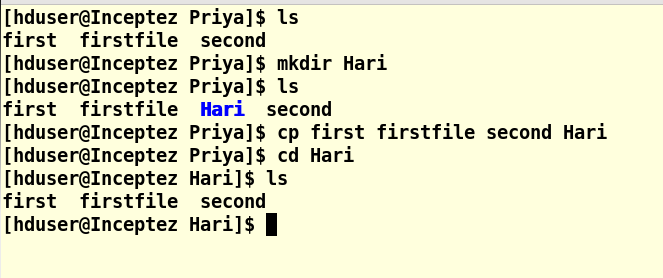 [hduser@Inceptez Priya]$ ls
first  firstfile  second
[hduser@Inceptez Priya]$ mkdir Hari
[hduser@Inceptez Priya]$ ls
first  firstfile  Hari  second
[hduser@Inceptez Priya]$ cp first firstfile second Hari
[hduser@Inceptez Priya]$ cd Hari
[hduser@Inceptez Hari]$ ls
first  firstfile  second
[hduser@Inceptez Hari]$